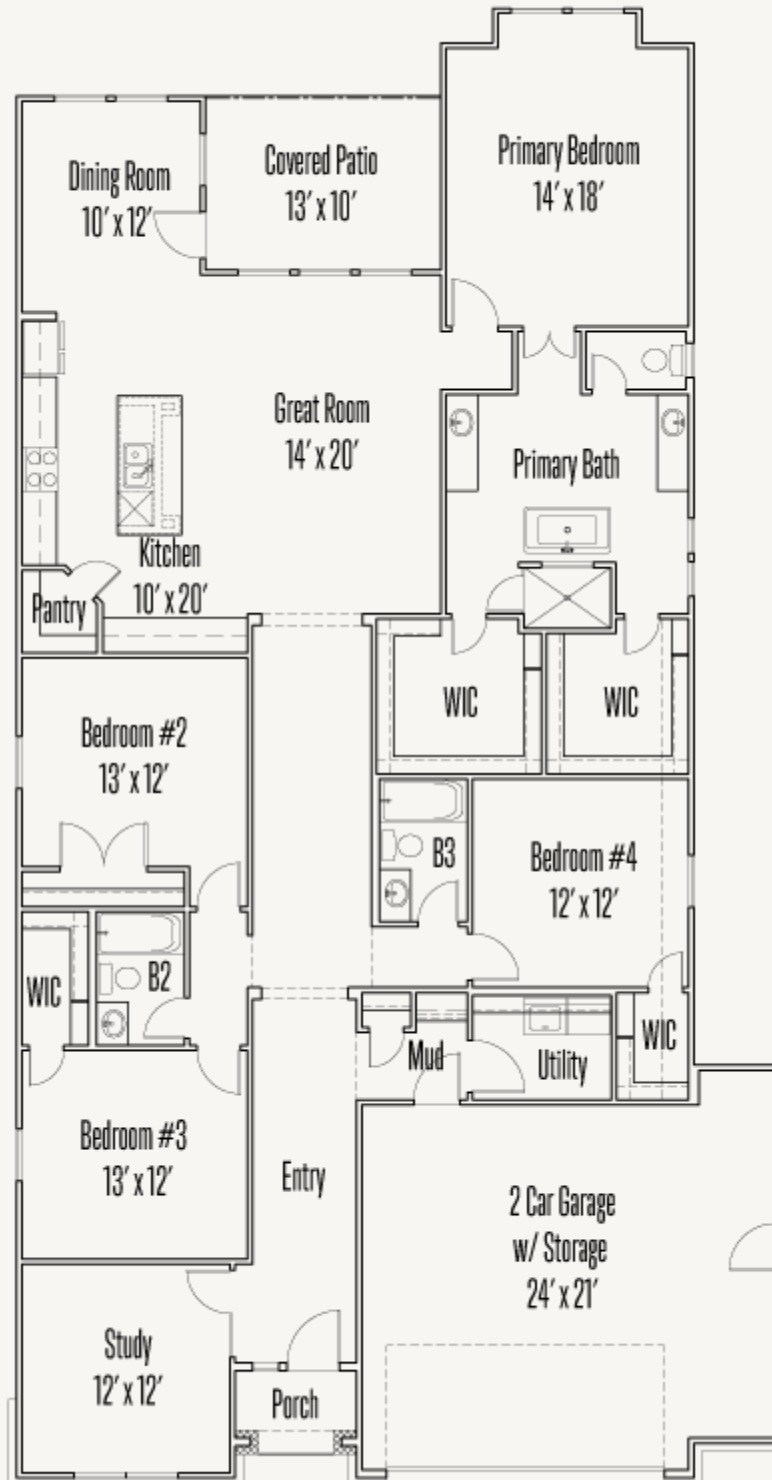 Primary Bedroom
14′ x 18′
Covered Patio
13′ x 10′
Dining Room
10′ x 12′
Great Room
14′ x 20′
Primary Bath
Kitchen
10′ x 20′
Pantry
WIC
WIC
Bedroom #2
13′ x 12′
B3
Bedroom #4
12′ x 12′
WIC
B2
Mud
Utility
WIC
Bedroom #3
13′ x 12′
Entry
2 Car Garage
w/ Storage
24′ x 21′
Study
12′ x 12′
Porch